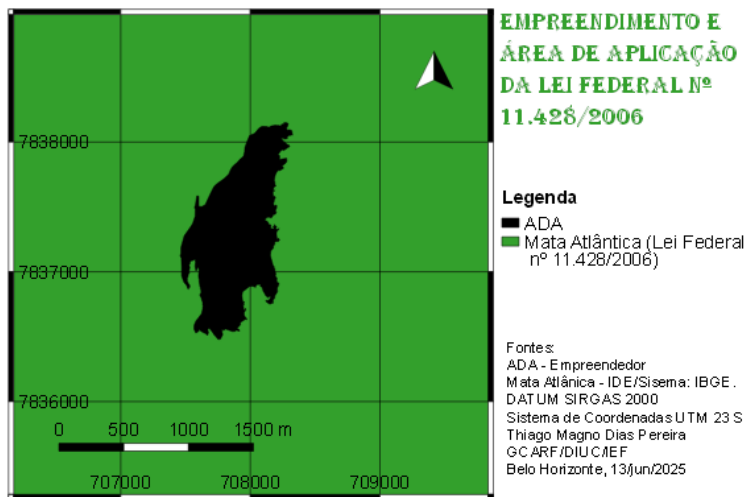 EMPREENDIMENTO E
ÁREA DE APLICAÇÃO
DA LEI FEDERAL Nº
11.428/2006
7838000
7837000
7836000
0 500 1000 1500 m
707000 708000 709000
Legenda
ADA
Mata Atlântica (Lei Federal
nº 11.428/2006)
Fontes:
ADA - Empreendedor
Mata Atlânica - IDE/Sisema: IBGE.
DATUM SIRGAS 2000
Sistema de Coordenadas UTM 23 S
Thiago Magno Dias Pereira
GCARF/DIUC/IEF
Belo Horizonte, 13/jun/2025